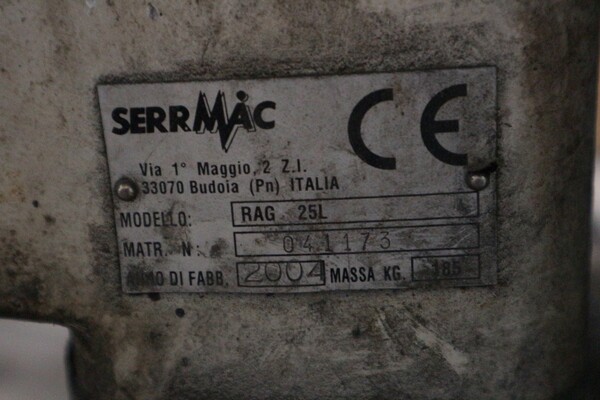 SERRMAC CE
Via 1° Maggio, 2 Z.I.
33070 Budoia (Pn) ITALIA
MODELLO: RAG 25L
MATR. N: 041173
ANNO DI FABB. 2004 MASSA KG. 185